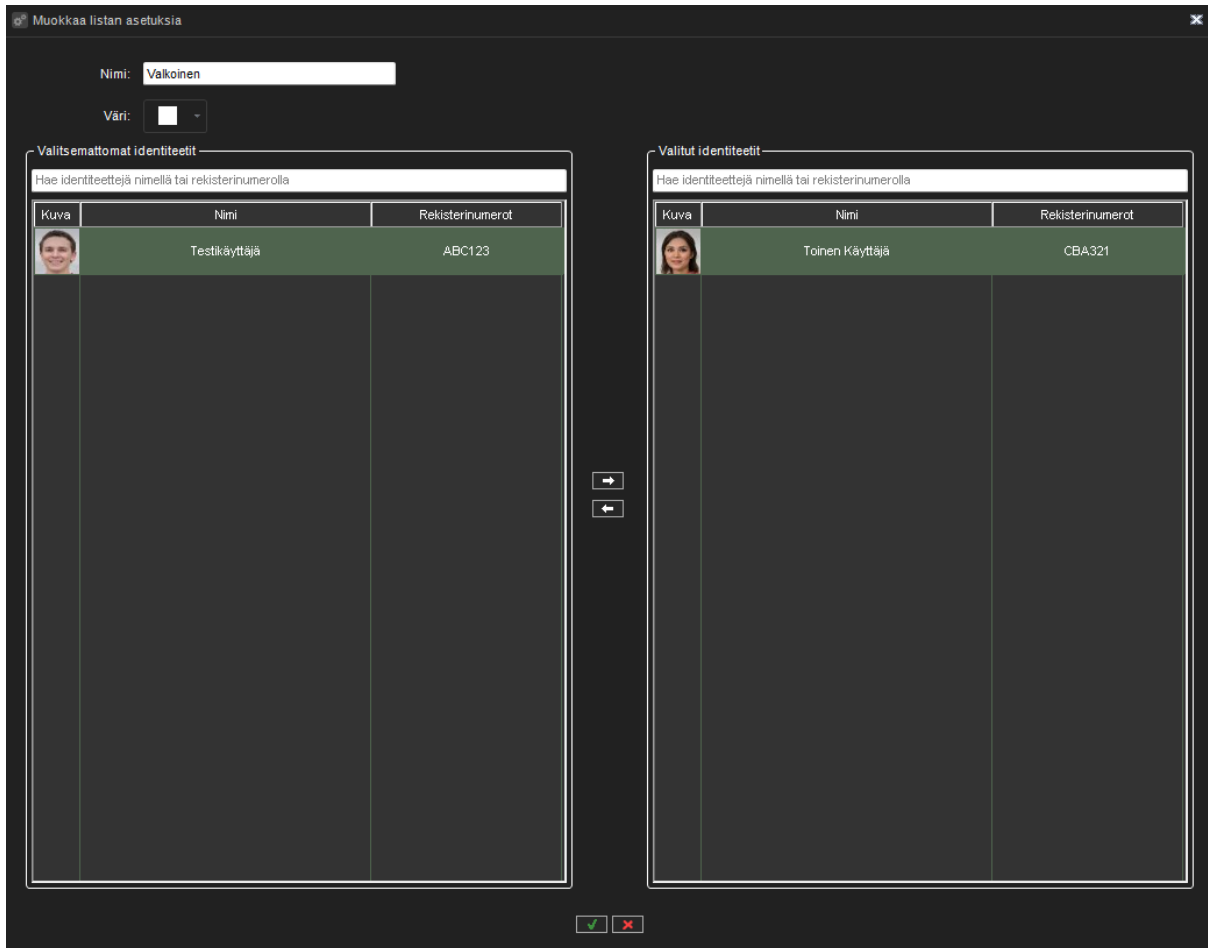 Muokkaa listan asetuksia
Nimi: Valkoinen
Väri:
Valitsemattomat identiteetit
Hae identiteettejä nimellä tai rekisterinumerolla
Kuva Nimi Rekisterinumerot
Testikäyttäjä ABC123
Valitut identiteetit
Hae identiteettejä nimellä tai rekisterinumerolla
Kuva Nimi Rekisterinumerot
Toinen Käyttäjä CBA321